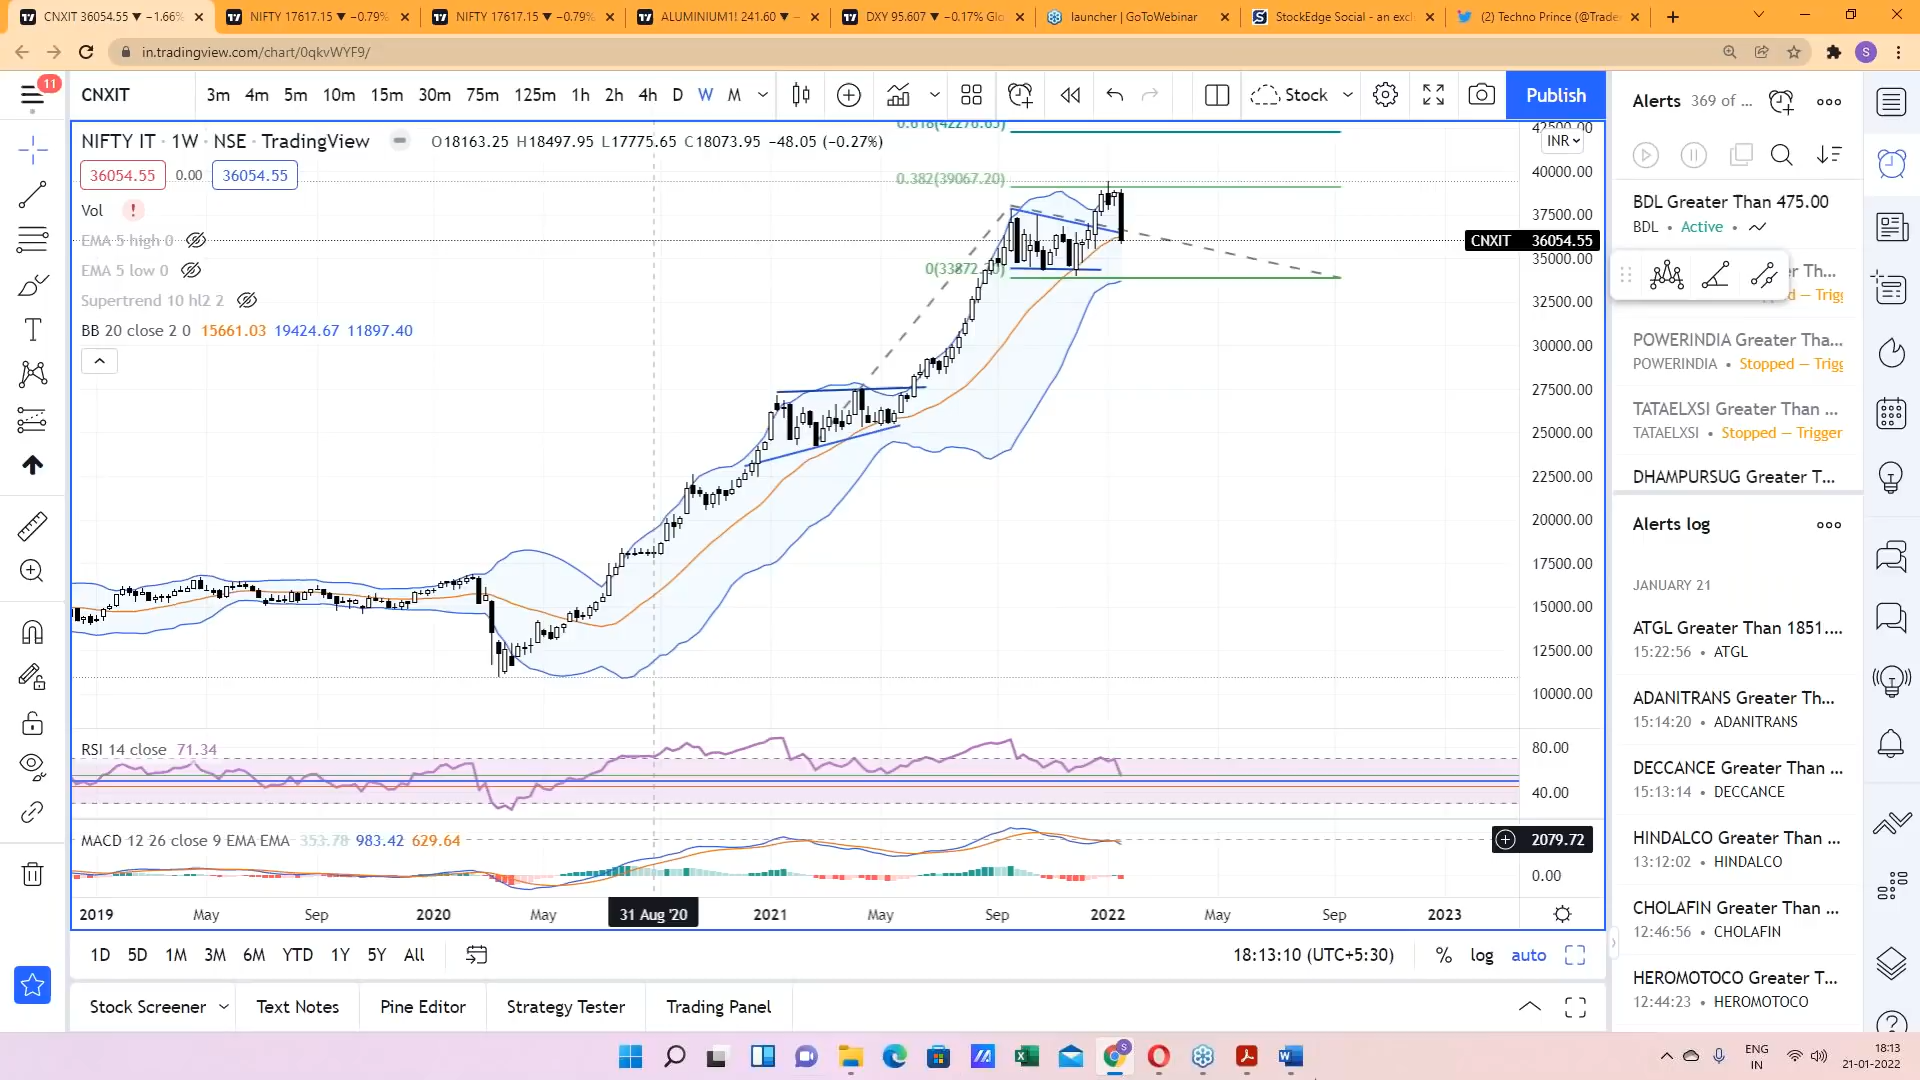 CNXIT 36054.55 ▼ −1.66%
NIFTY 17617.15 ▼ −0.79%
NIFTY 17617.15 ▼ −0.79%
ALUMINIUM1! 241.60 ▼ −
DXY 95.607 ▼ −0.17% Glo
launcher | GoToWebinar
StockEdge Social - an excl
(2) Techno Prince (@Trade
in.tradingview.com/chart/0qkvWYF9/
S
11
CNXIT
3m 4m 5m 10m 15m 30m 75m 125m 1h 2h 4h D W M
Stock
Publish
NIFTY IT · 1W · NSE · TradingView
O18163.25 H18497.95 L17775.65 C18073.95 −48.05 (−0.27%)
36054.55 0.00 36054.55
Vol !
EMA 5 high 0
EMA 5 low 0
Supertrend 10 hl2 2
BB 20 close 2 0 15661.03 19424.67 11897.40
0.618(42276.65)
0.382(39067.20)
INR
42500.00
40000.00
37500.00
CNXIT 36054.55
35000.00
32500.00
30000.00
27500.00
25000.00
22500.00
20000.00
17500.00
15000.00
12500.00
10000.00
RSI 14 close 71.34
80.00
40.00
MACD 12 26 close 9 EMA EMA 353.78 983.42 629.64
2079.72
0.00
2019 May Sep 2020 May 31 Aug '20 2021 May Sep 2022 May Sep 2023
1D 5D 1M 3M 6M YTD 1Y 5Y All
18:13:10 (UTC+5:30)
% log auto
Stock Screener Text Notes Pine Editor Strategy Tester Trading Panel
Alerts 369 of ...
BDL Greater Than 475.00
BDL • Active
er Th...
d — Trigg
POWERINDIA Greater Tha...
POWERINDIA • Stopped — Trigg
TATAELXSI Greater Than ...
TATAELXSI • Stopped — Trigger
DHAMPURSUG Greater T...
Alerts log
JANUARY 21
ATGL Greater Than 1851....
15:22:56 • ATGL
ADANITRANS Greater Th...
15:14:20 • ADANITRANS
DECCANCE Greater Than ...
15:13:14 • DECCANCE
HINDALCO Greater Than ...
13:12:02 • HINDALCO
CHOLAFIN Greater Than ...
12:46:56 • CHOLAFIN
HEROMOTOCO Greater T...
12:44:23 • HEROMOTOCO
ENG
IN
18:13
21-01-2022